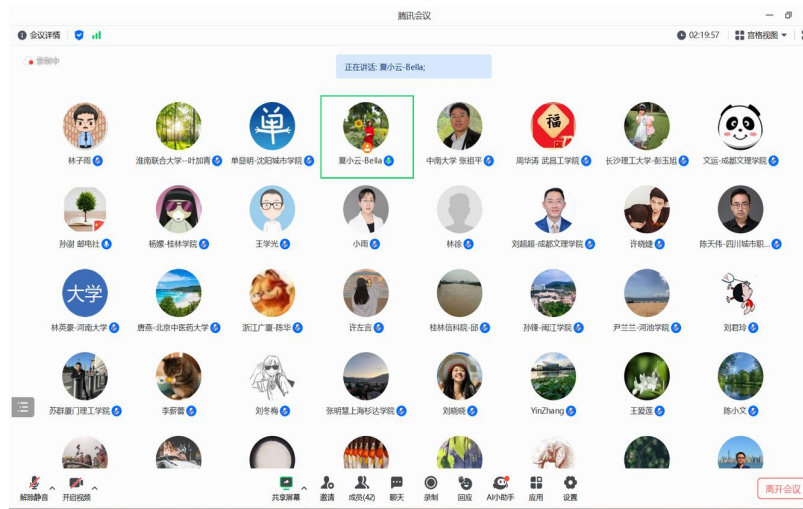 腾讯会议
会议详情
02:19:57 宫格视图
录制中
正在讲话: 夏小云-Bella;
单
福
林子雨 淮南联合大学--叶加青 单显明-沈阳城市学院 夏小云-Bella 中南大学 张祖平 周华涛 武昌工学院 长沙理工大学-彭玉旭 文运-成都文理学院
孙澍 邮电社 杨嫘-桂林学院 王学光 小雨 林徐 刘超超-成都文理学院 许晓婕 陈天伟-四川城市职...
大学
林英豪-河南大学 唐燕-北京中医药大学 浙江广厦-陈华 许左言 桂林信科院-邱 孙锋-闽江学院 尹兰兰-河池学院 刘君玲
苏群厦门理工学院 李薪蕾 刘冬梅 张明慧上海杉达学院 刘晓晓 YinZhang 王爱莲 陈小文
解除静音 开启视频 共享屏幕 邀请 成员(42) 聊天 录制 回应 AI小助手 应用 设置 离开会议